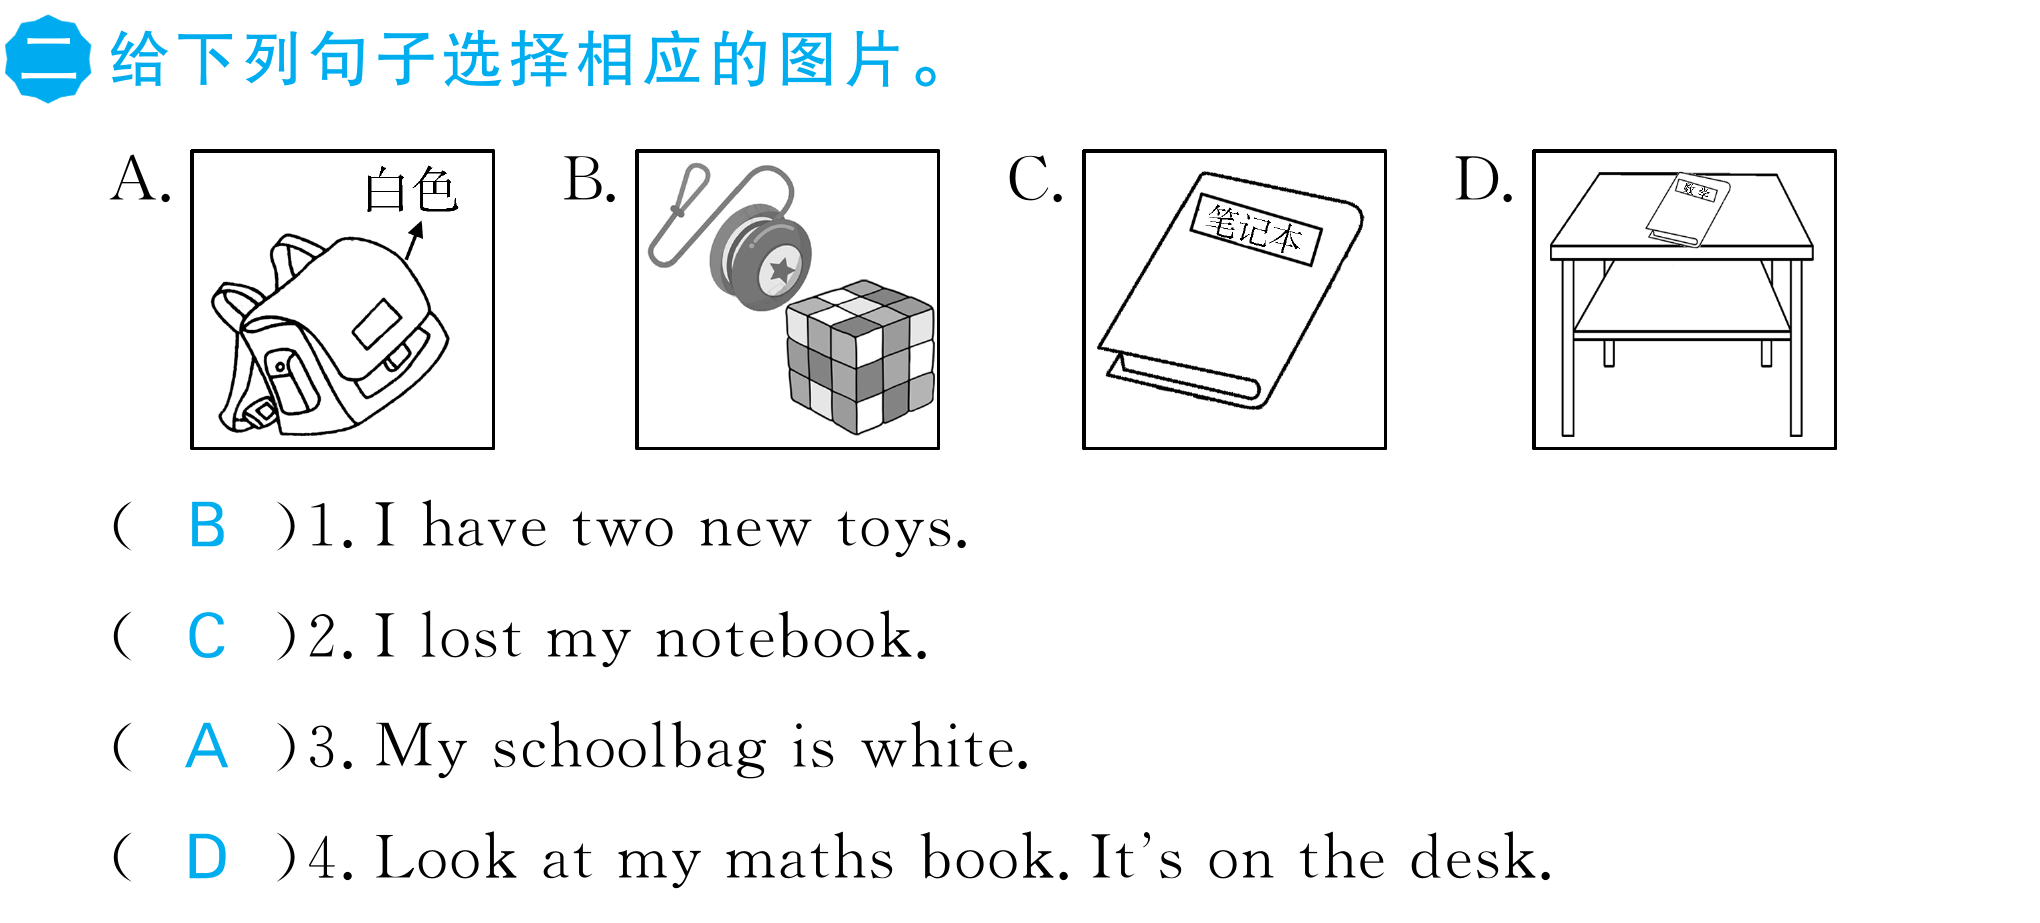 二 给下列句子选择相应的图片。
A. B. C. D.
白色
笔记本
数学
( B )1. I have two new toys.
( C )2. I lost my notebook.
( A )3. My schoolbag is white.
( D )4. Look at my maths book. It's on the desk.